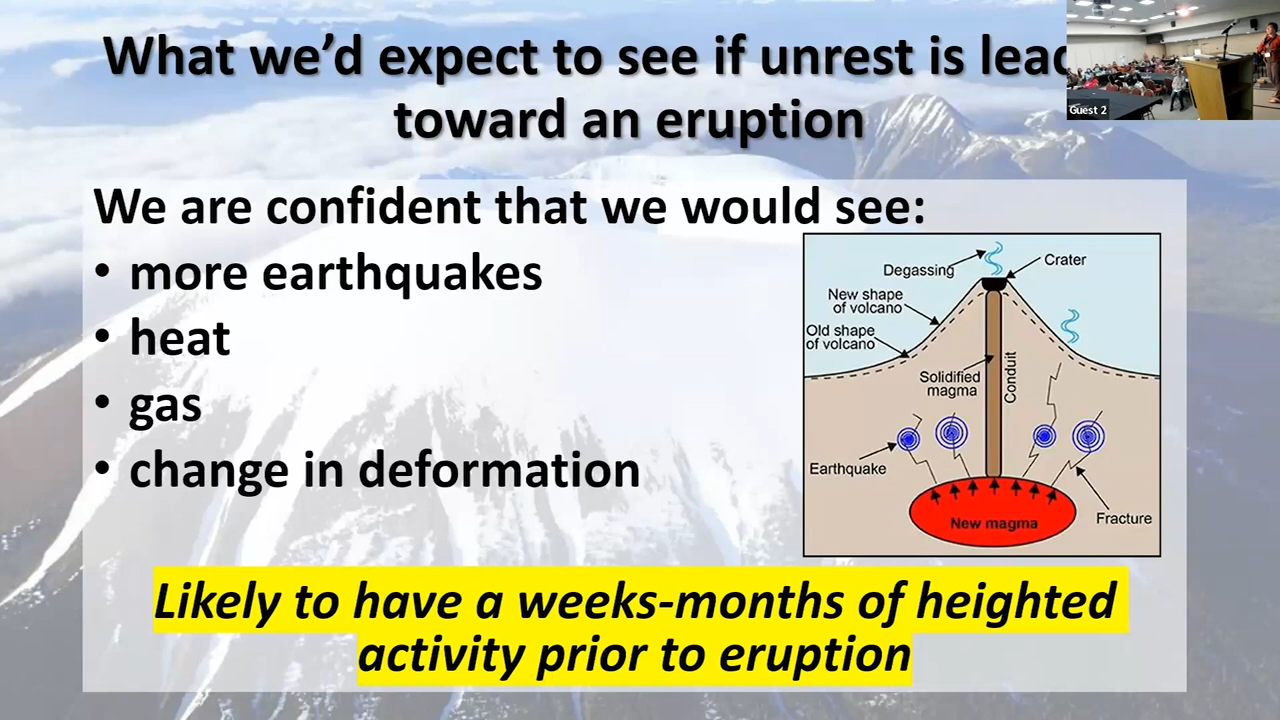 What we'd expect to see if unrest is lead
toward an eruption
Guest 2
We are confident that we would see:
• more earthquakes
• heat
• gas
• change in deformation
Degassing
Crater
New shape
of volcano
Old shape
of volcano
Solidified
magma
Conduit
Earthquake
New magma
Fracture
Likely to have a weeks-months of heighted
activity prior to eruption